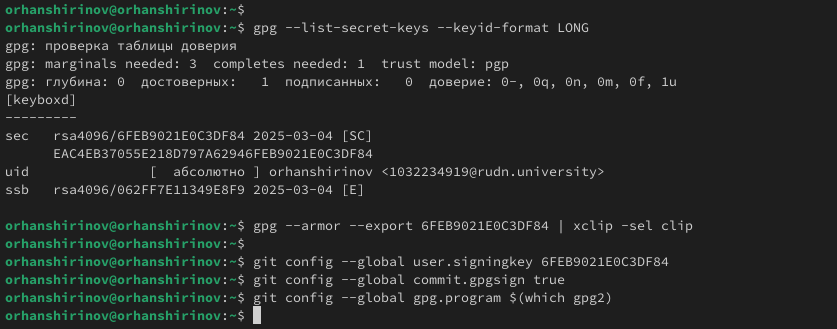 orhanshirinov@orhanshirinov:~$
orhanshirinov@orhanshirinov:~$ gpg --list-secret-keys --keyid-format LONG
gpg: проверка таблицы доверия
gpg: marginals needed: 3  completes needed: 1  trust model: pgp
gpg: глубина: 0  достоверных:   1  подписанных:   0  доверие: 0-, 0q, 0n, 0m, 0f, 1u
[keyboxd]
---------
sec   rsa4096/6FEB9021E0C3DF84 2025-03-04 [SC]
      EAC4EB37055E218D797A62946FEB9021E0C3DF84
uid                 [  абсолютно ] orhanshirinov <1032234919@rudn.university>
ssb   rsa4096/062FF7E11349E8F9 2025-03-04 [E]
orhanshirinov@orhanshirinov:~$ gpg --armor --export 6FEB9021E0C3DF84 | xclip -sel clip
orhanshirinov@orhanshirinov:~$
orhanshirinov@orhanshirinov:~$ git config --global user.signingkey 6FEB9021E0C3DF84
orhanshirinov@orhanshirinov:~$ git config --global commit.gpgsign true
orhanshirinov@orhanshirinov:~$ git config --global gpg.program $(which gpg2)
orhanshirinov@orhanshirinov:~$